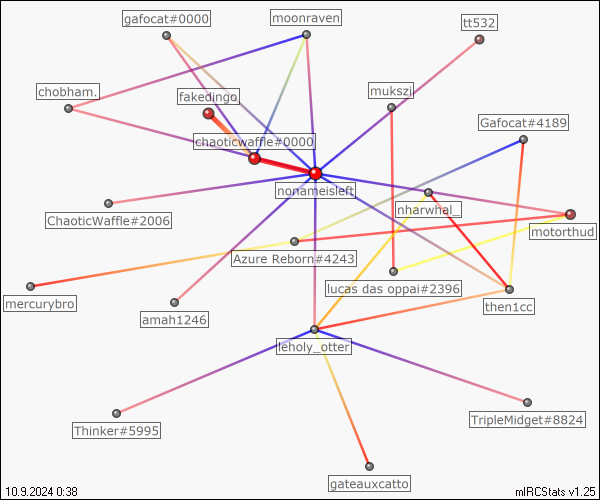 gafocat#0000
moonraven
tt532
chobham.
fakedingo
mukszi
Gafocat#4189
chaoticwaffle#0000
nonameisleft
nharwhal_
ChaoticWaffle#2006
motorthud
Azure Reborn#4243
lucas das oppai#2396
mercurybro
amah1246
then1cc
leholy_otter
Thinker#5995
TripleMidget#8824
gateauxcatto
10.9.2024 0:38
mIRCStats v1.25